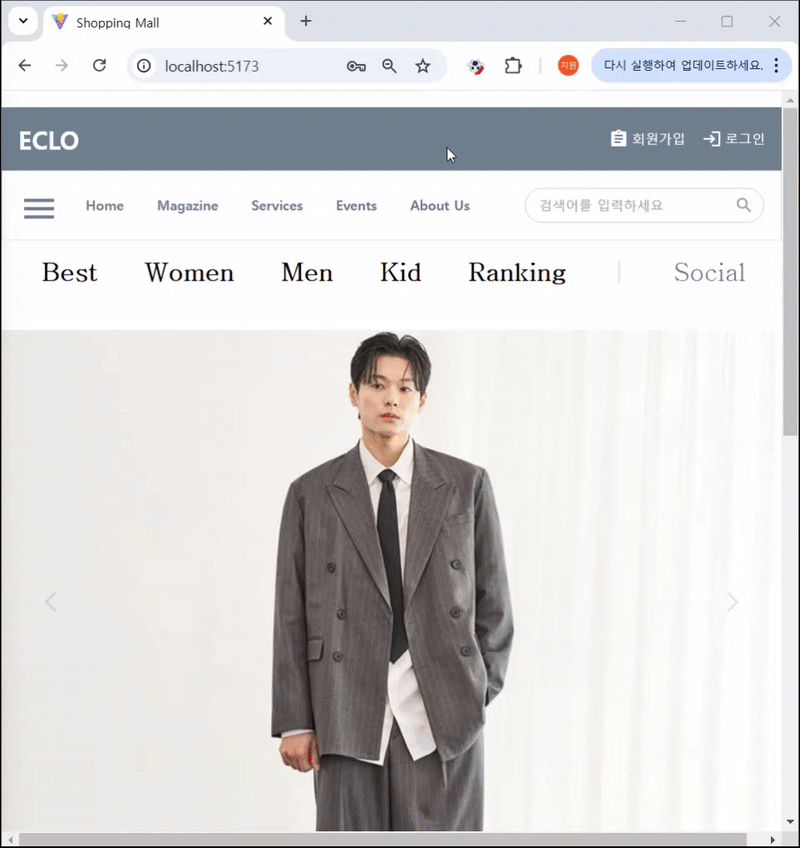 Shopping Mall
localhost:5173
지원
다시 실행하여 업데이트하세요.
ECLO
회원가입
로그인
Home Magazine Services Events About Us
검색어를 입력하세요
Best Women Men Kid Ranking Social